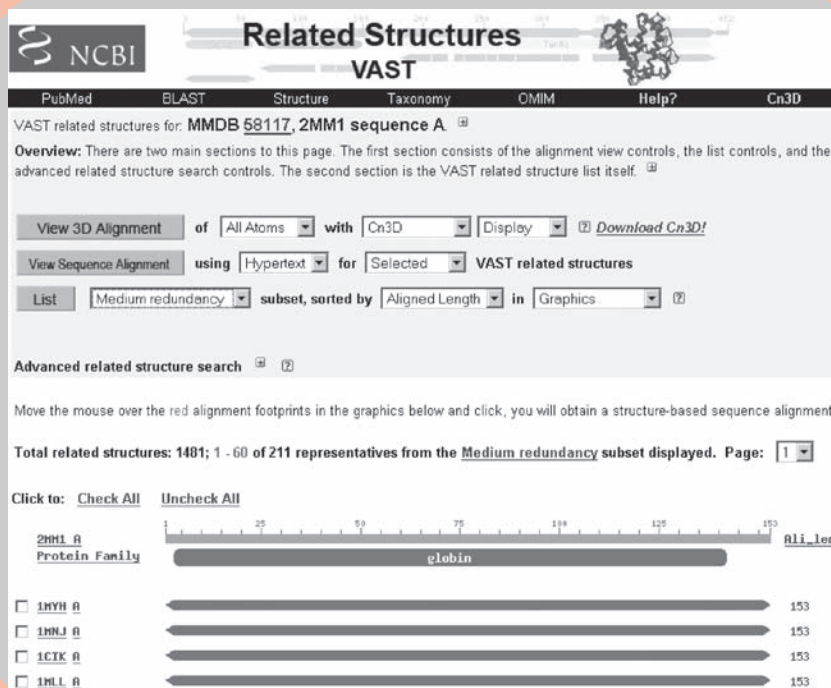 NCBI
Related Structures
VAST
PubMed BLAST Structure Taxonomy OMIM Help? Cn3D
VAST related structures for: MMDB 58117, 2MM1 sequence A.
Overview: There are two main sections to this page. The first section consists of the alignment view controls, the list controls, and the
advanced related structure search controls. The second section is the VAST related structure list itself.
View 3D Alignment of All Atoms with Cn3D Display ? Download Cn3D!
View Sequence Alignment using Hypertext for Selected VAST related structures
List Medium redundancy subset, sorted by Aligned Length in Graphics ?
Advanced related structure search ?
Move the mouse over the red alignment footprints in the graphics below and click, you will obtain a structure-based sequence alignment
Total related structures: 1481; 1 - 60 of 211 representatives from the Medium redundancy subset displayed. Page: 1
Click to: Check All Uncheck All
1 25 50 75 100 125 153
2MM1 A Ali_len
Protein Family globin
1MYH A 153
1MNJ A 153
1CIK A 153
1MLL A 153